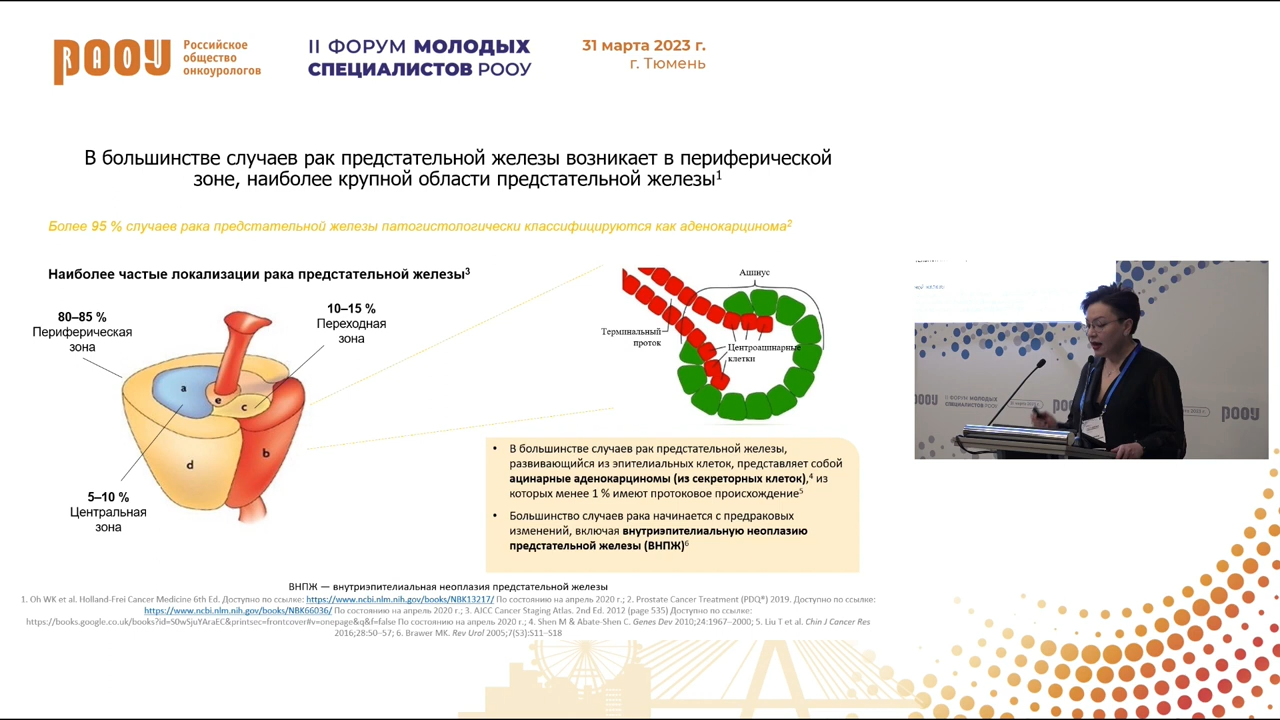 РООУ
RAOU
Российское
общество
онкоурологов
II ФОРУМ МОЛОДЫХ
СПЕЦИАЛИСТОВ РООУ
31 марта 2023 г.
г. Тюмень
В большинстве случаев рак предстательной железы возникает в периферической
зоне, наиболее крупной области предстательной железы1
Более 95 % случаев рака предстательной железы патогистологически классифицируются как аденокарцинома2
Наиболее частые локализации рака предстательной железы3
80–85 %
Периферическая
зона
10–15 %
Переходная
зона
a
e
c
d
b
5–10 %
Центральная
зона
Ацинус
Терминальный
проток
Центроацинарные
клетки
• В большинстве случаев рак предстательной железы,
развивающийся из эпителиальных клеток, представляет собой
ацинарные аденокарциномы (из секреторных клеток),4 из
которых менее 1 % имеют протоковое происхождение5
• Большинство случаев рака начинается с предраковых
изменений, включая внутриэпителиальную неоплазию
предстательной железы (ВНПЖ)6
ВНПЖ — внутриэпителиальная неоплазия предстательной железы
1. Oh WK et al. Holland-Frei Cancer Medicine 6th Ed. Доступно по ссылке: https://www.ncbi.nlm.nih.gov/books/NBK13217/ По состоянию на апрель 2020 г.; 2. Prostate Cancer Treatment (PDQ®) 2019. Доступно по ссылке:
https://www.ncbi.nlm.nih.gov/books/NBK66036/ По состоянию на апрель 2020 г.; 3. AJCC Cancer Staging Atlas. 2nd Ed. 2012 (page 535) Доступно по ссылке:
https://books.google.co.uk/books?id=S0wSjuYAraEC&printsec=frontcover#v=onepage&q&f=false По состоянию на апрель 2020 г.; 4. Shen M & Abate-Shen C. Genes Dev 2010;24:1967–2000; 5. Liu T et al. Chin J Cancer Res
2016;28:50–57; 6. Brawer MK. Rev Urol 2005;7(S3):S11–S18
РООУ
II ФОРУМ МОЛОДЫХ
СПЕЦИАЛИСТОВ РООУ
РООУ